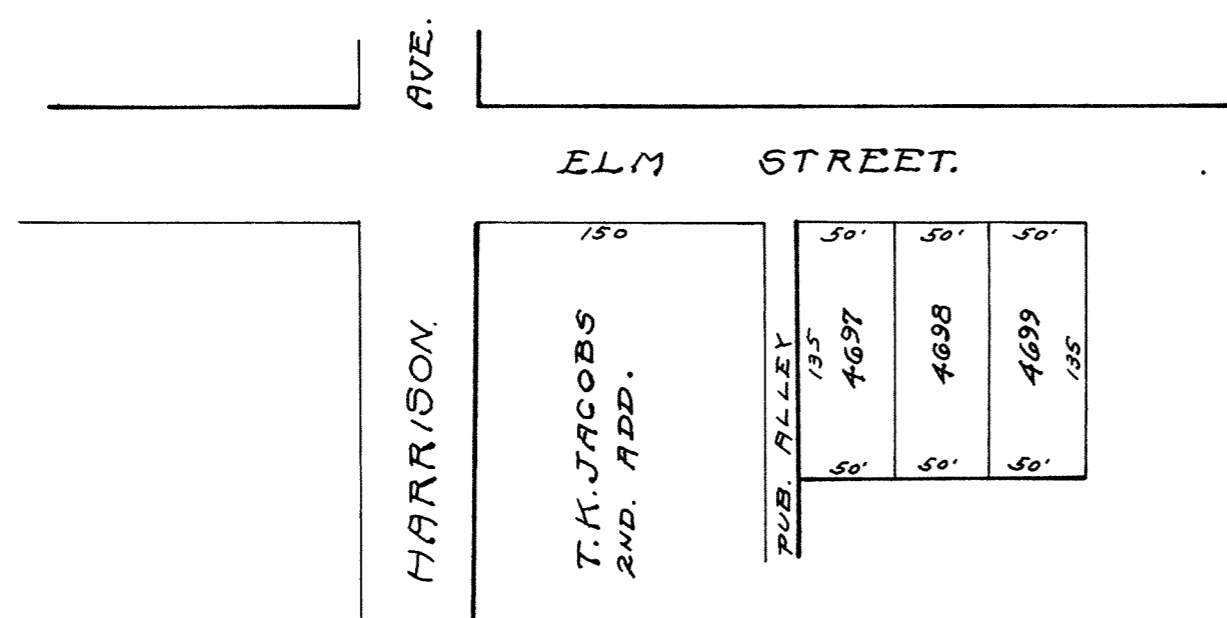 AVE.
ELM STREET.
150
50' 50' 50'
HARRISON.
T.K. JACOBS
2ND. ADD.
PUB. ALLEY
135
4697
4698
4699
135
50' 50' 50'